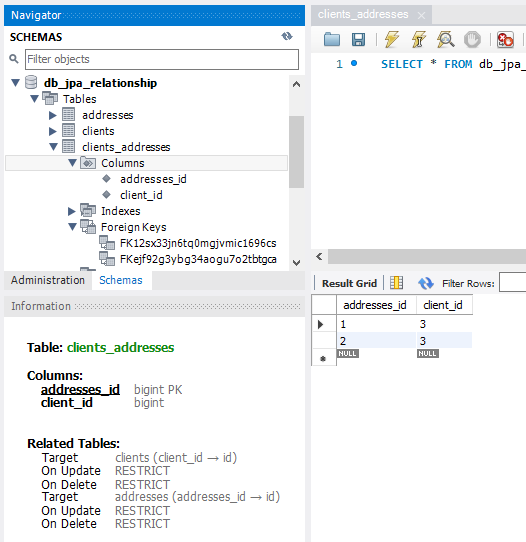 Navigator
SCHEMAS
Filter objects
db_jpa_relationship
Tables
addresses
clients
clients_addresses
Columns
addresses_id
client_id
Indexes
Foreign Keys
FK12sx33jn6tq0mgjvmic1696cs
FKejf92g3ybg34aogu7o2tbtgca
Administration Schemas
Information
Table: clients_addresses
Columns:
addresses_id bigint PK
client_id bigint
Related Tables:
Target clients (client_id → id)
On Update RESTRICT
On Delete RESTRICT
Target addresses (addresses_id → id)
On Update RESTRICT
On Delete RESTRICT
clients_addresses
1 SELECT * FROM db_jpa_
Result Grid Filter Rows:
addresses_id client_id
1 3
2 3
NULL NULL